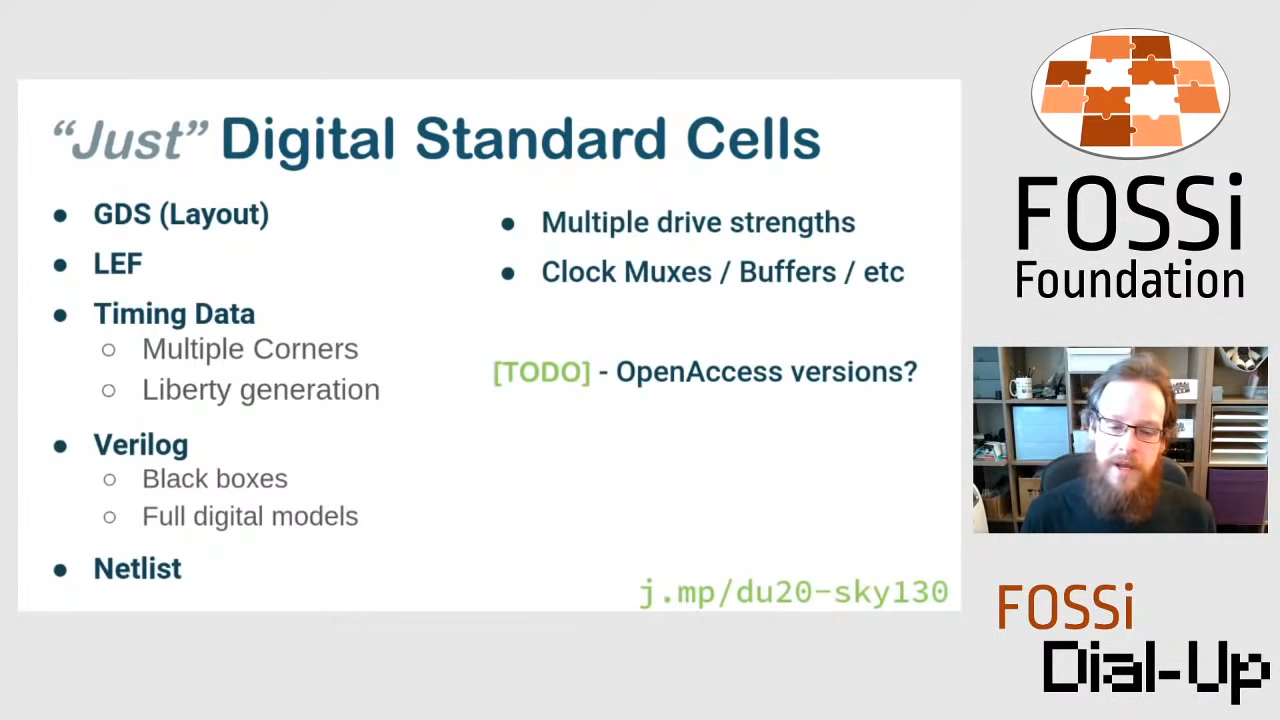 “Just” Digital Standard Cells
● GDS (Layout)
● LEF
● Timing Data
○ Multiple Corners
○ Liberty generation
● Verilog
○ Black boxes
○ Full digital models
● Netlist
● Multiple drive strengths
● Clock Muxes / Buffers / etc
[TODO] - OpenAccess versions?
j.mp/du20-sky130
FOSSi
Foundation
FOSSi
Dial-Up